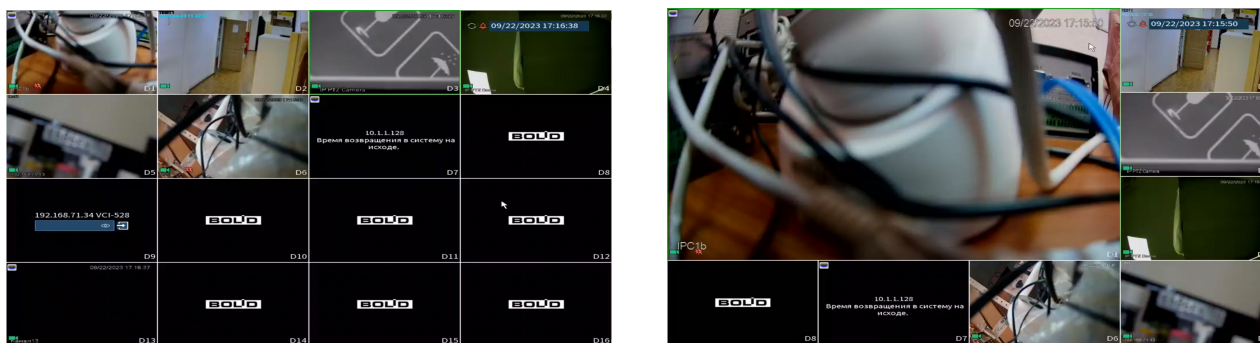 D1
D2
IP PTZ Camera
D3
09/22/2023 17:16:38
D4
D5
D6
10.1.1.128
Время возвращения в систему на
исходе.
D7
BOLID
D8
192.168.71.34 VCI-528
D9
BOLID
D10
BOLID
D11
BOLID
D12
09/22/2023 17:16:37
D13
BOLID
D14
BOLID
D15
BOLID
D16
09/22/2023 17:15:50
IPC1b
D1
09/22/2023 17:15:50
IP PTZ Camera
BOLID
D8
10.1.1.128
Время возвращения в систему на
исходе.
D7
D6